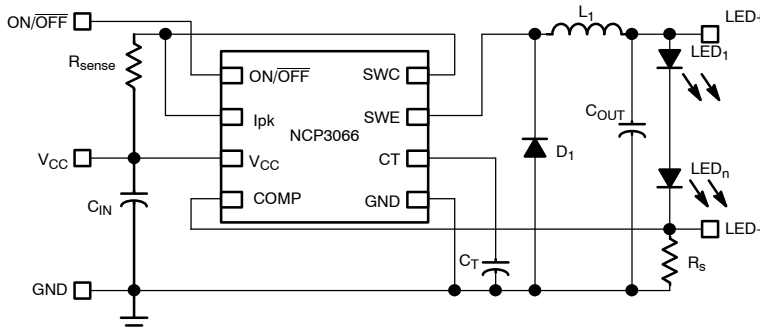 ON/OFF
Rsense
VCC
CIN
GND
ON/OFF
Ipk
VCC
COMP
NCP3066
SWC
SWE
CT
GND
CT
L1
D1
COUT
LED+
LED1
LEDn
LED-
Rs